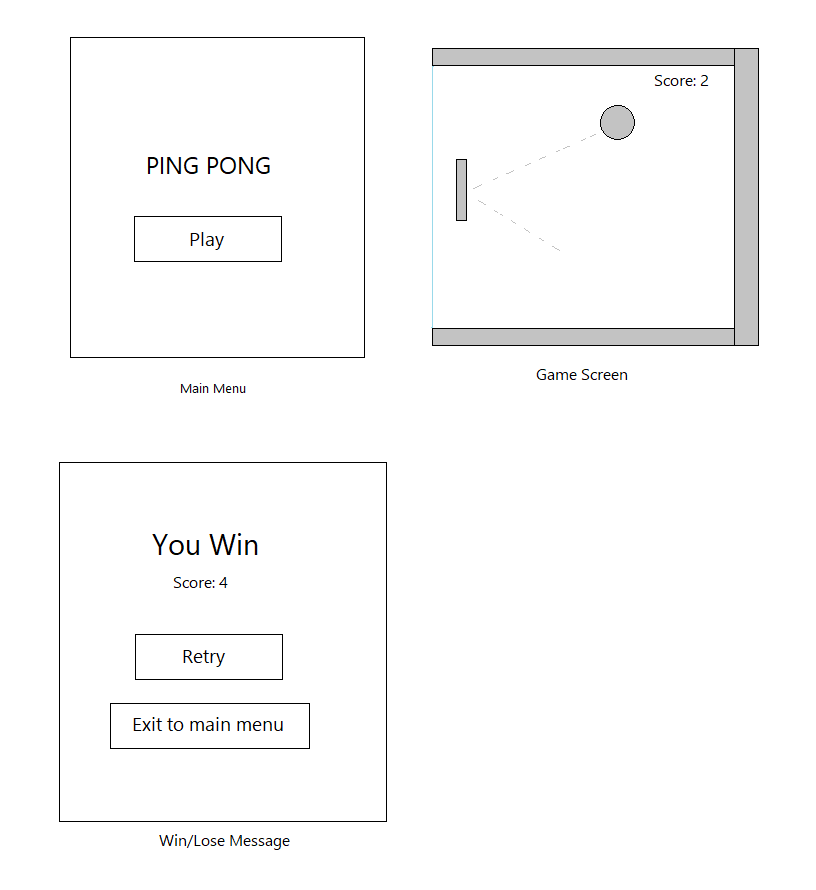 PING PONG
Play
Main Menu
Score: 2
Game Screen
You Win
Score: 4
Retry
Exit to main menu
Win/Lose Message